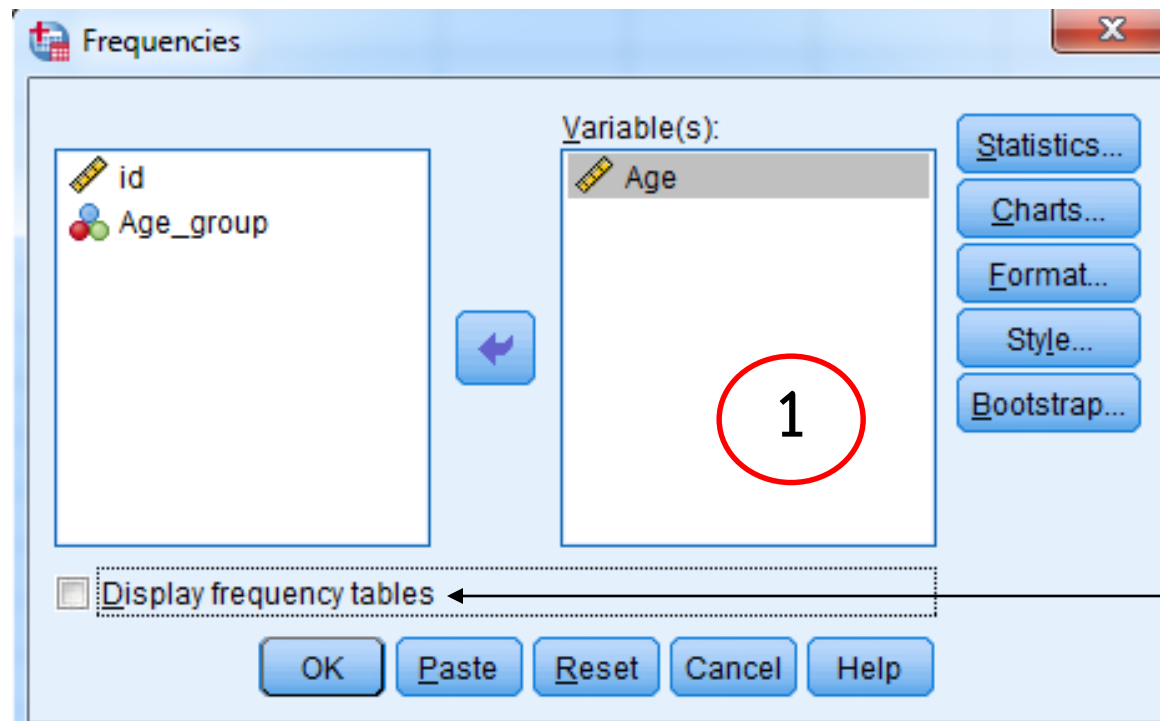 Frequencies
X
Variable(s):
id
Age_group
Age
Statistics...
Charts...
Format...
Style...
Bootstrap...
1
Display frequency tables
OK Paste Reset Cancel Help